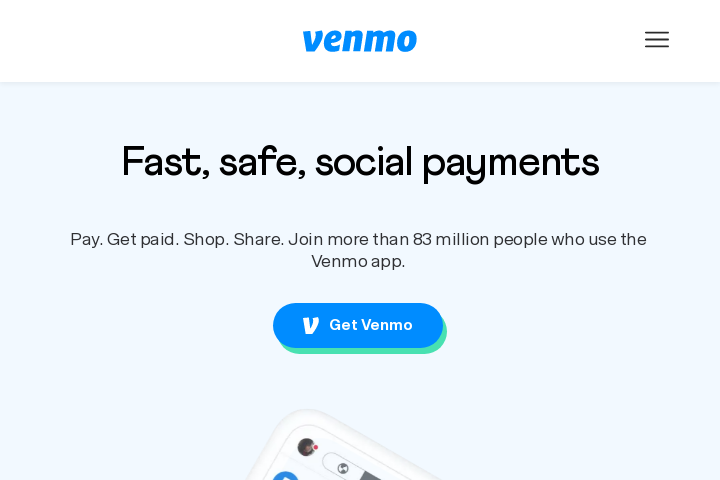 venmo
Fast, safe, social payments
Pay. Get paid. Shop. Share. Join more than 83 million people who use the
Venmo app.
Get Venmo